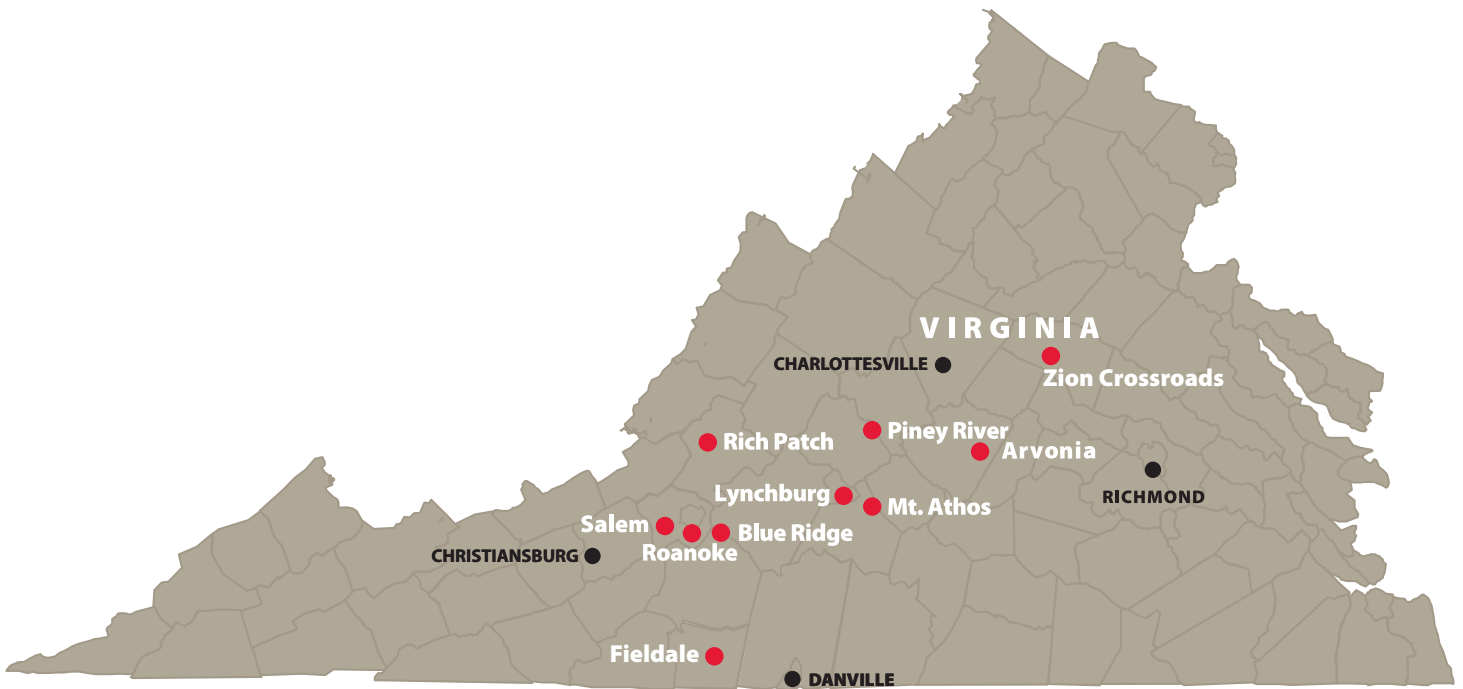 VIRGINIA
CHARLOTTESVILLE
Zion Crossroads
Rich Patch
Piney River
Arvonia
Lynchburg
Mt. Athos
RICHMOND
Salem
Roanoke
Blue Ridge
CHRISTIANSBURG
Fieldale
DANVILLE